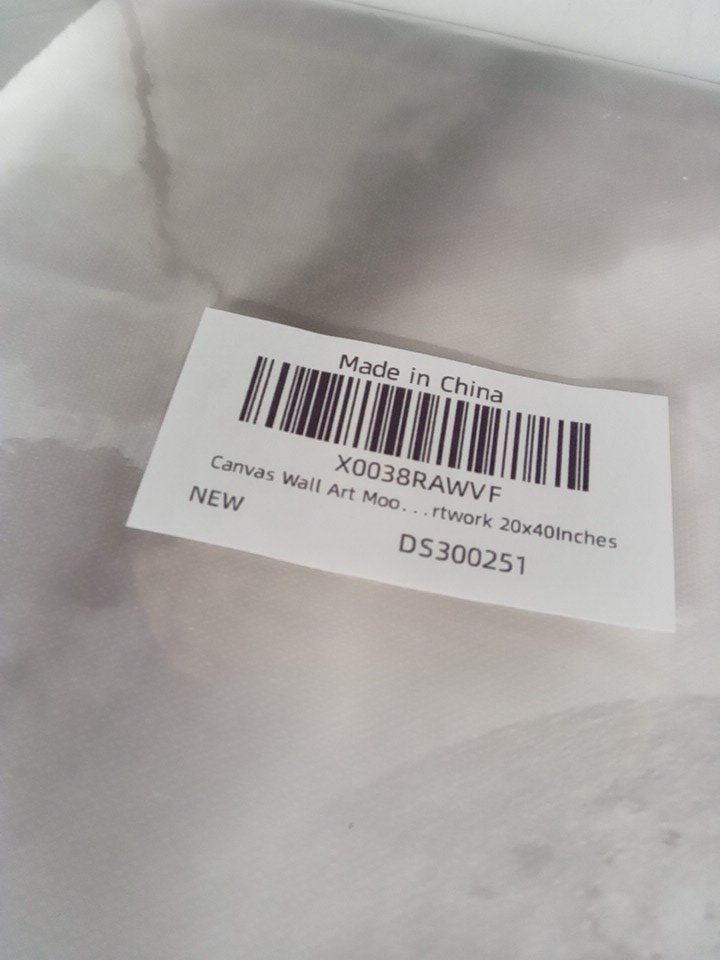 Made in China
X0038RAWVF
Canvas Wall Art Moo...rtwork 20x40Inches
NEW
DS300251